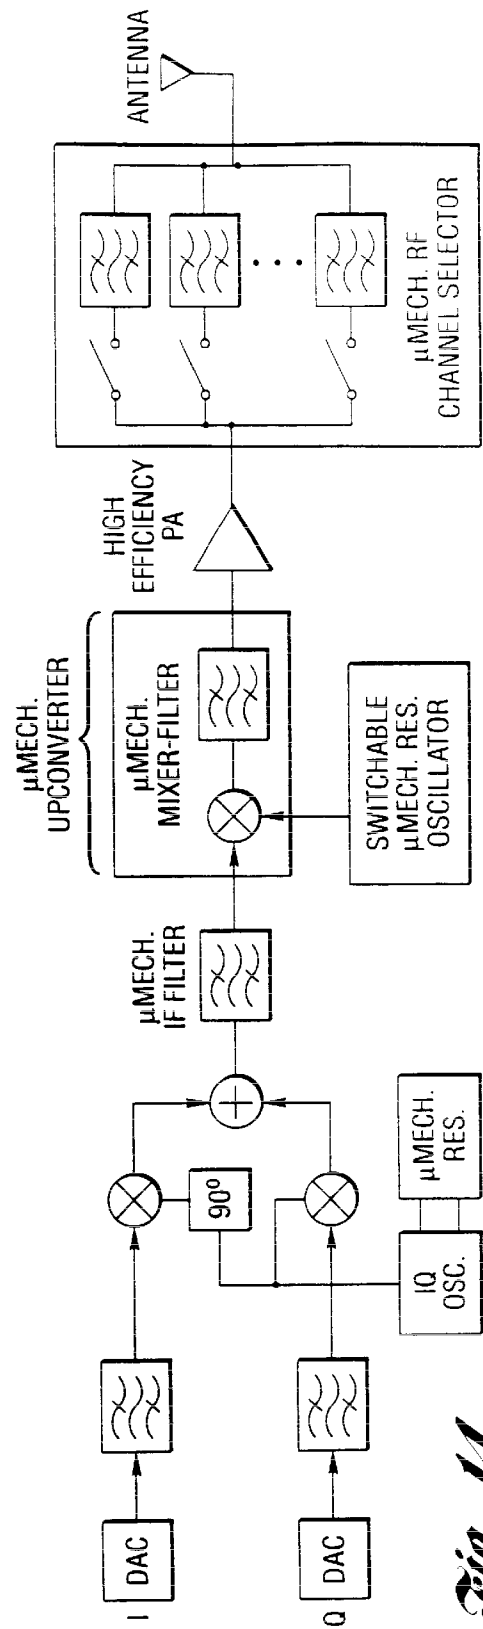 I
DAC
Q
DAC
90º
IQ
OSC.
µMECH.
RES.
µMECH.
IF FILTER
µMECH.
UPCONVERTER
µMECH.
MIXER-FILTER
SWITCHABLE
µMECH. RES.
OSCILLATOR
HIGH
EFFICIENCY
PA
µMECH. RF
CHANNEL SELECTOR
ANTENNA